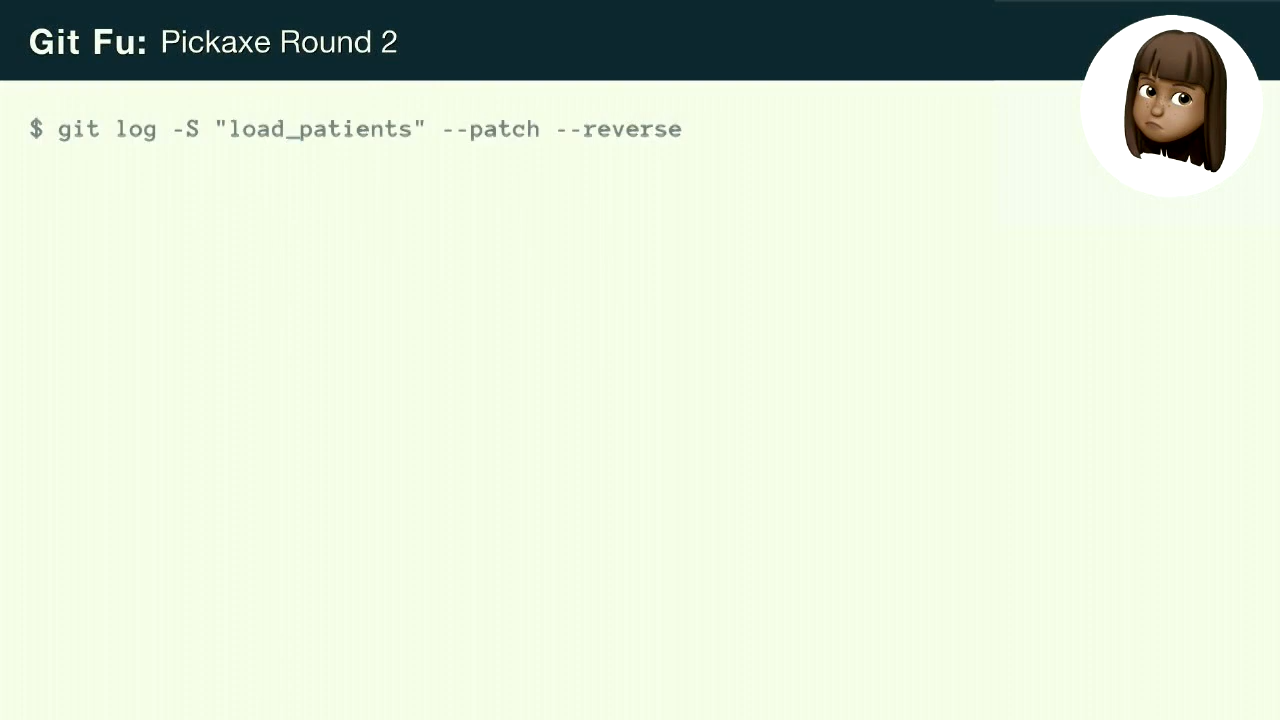 Git Fu: Pickaxe Round 2
$ git log -S "load_patients" --patch --reverse